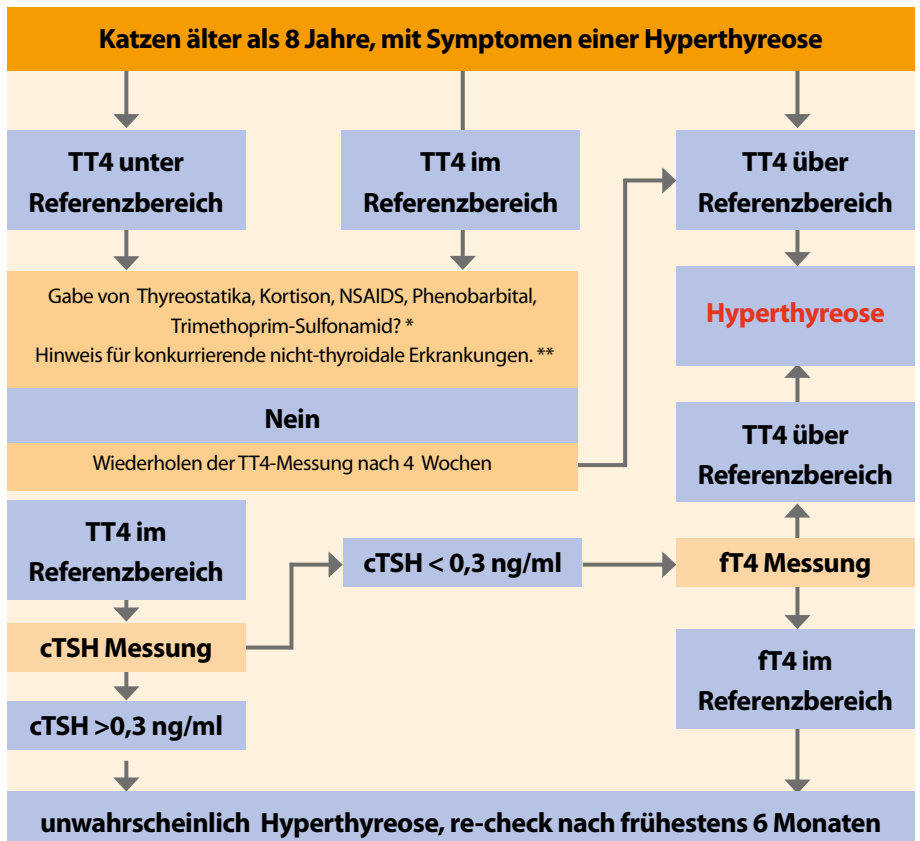 Katzen älter als 8 Jahre, mit Symptomen einer Hyperthyreose
TT4 unter
Referenzbereich
TT4 im
Referenzbereich
TT4 über
Referenzbereich
Gabe von Thyreostatika, Kortison, NSAIDS, Phenobarbital,
Trimethoprim-Sulfonamid? *
Hinweis für konkurrierende nicht-thyroidale Erkrankungen. **
Hyperthyreose
Nein
Wiederholen der TT4-Messung nach 4 Wochen
TT4 über
Referenzbereich
TT4 im
Referenzbereich
cTSH < 0,3 ng/ml
fT4 Messung
cTSH Messung
fT4 im
Referenzbereich
cTSH >0,3 ng/ml
unwahrscheinlich Hyperthyreose, re-check nach frühestens 6 Monaten